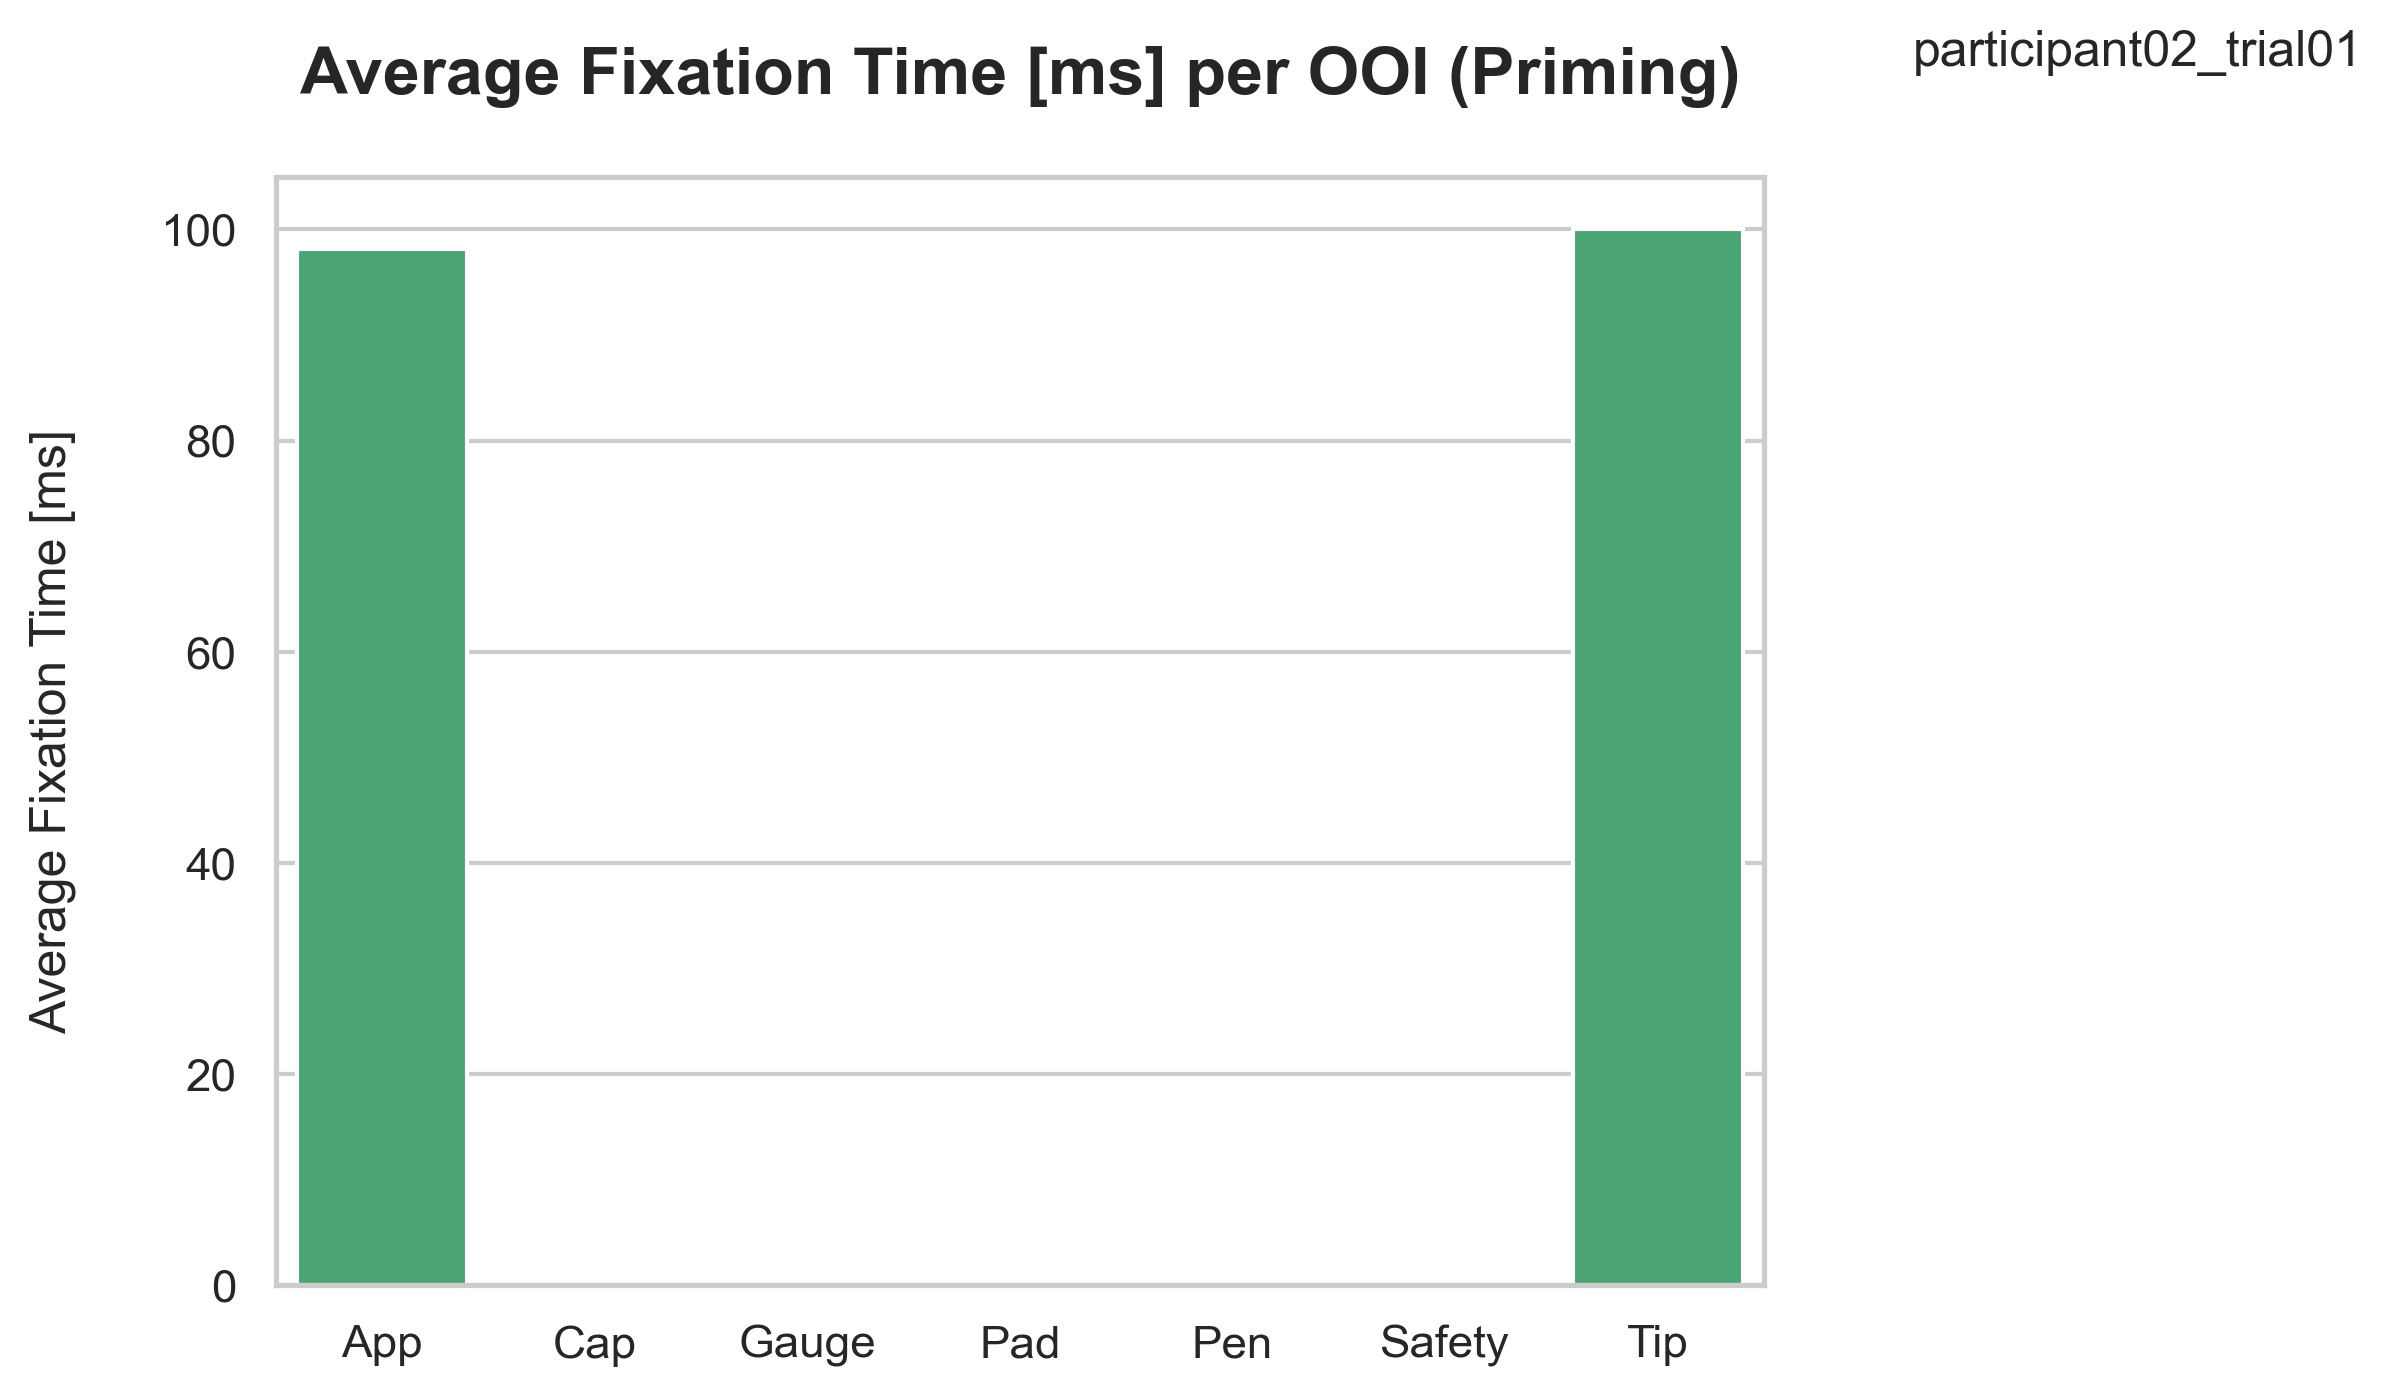 Average Fixation Time [ms] per OOI (Priming)
participant02_trial01
Average Fixation Time [ms]
100
80
60
40
20
0
App Cap Gauge Pad Pen Safety Tip